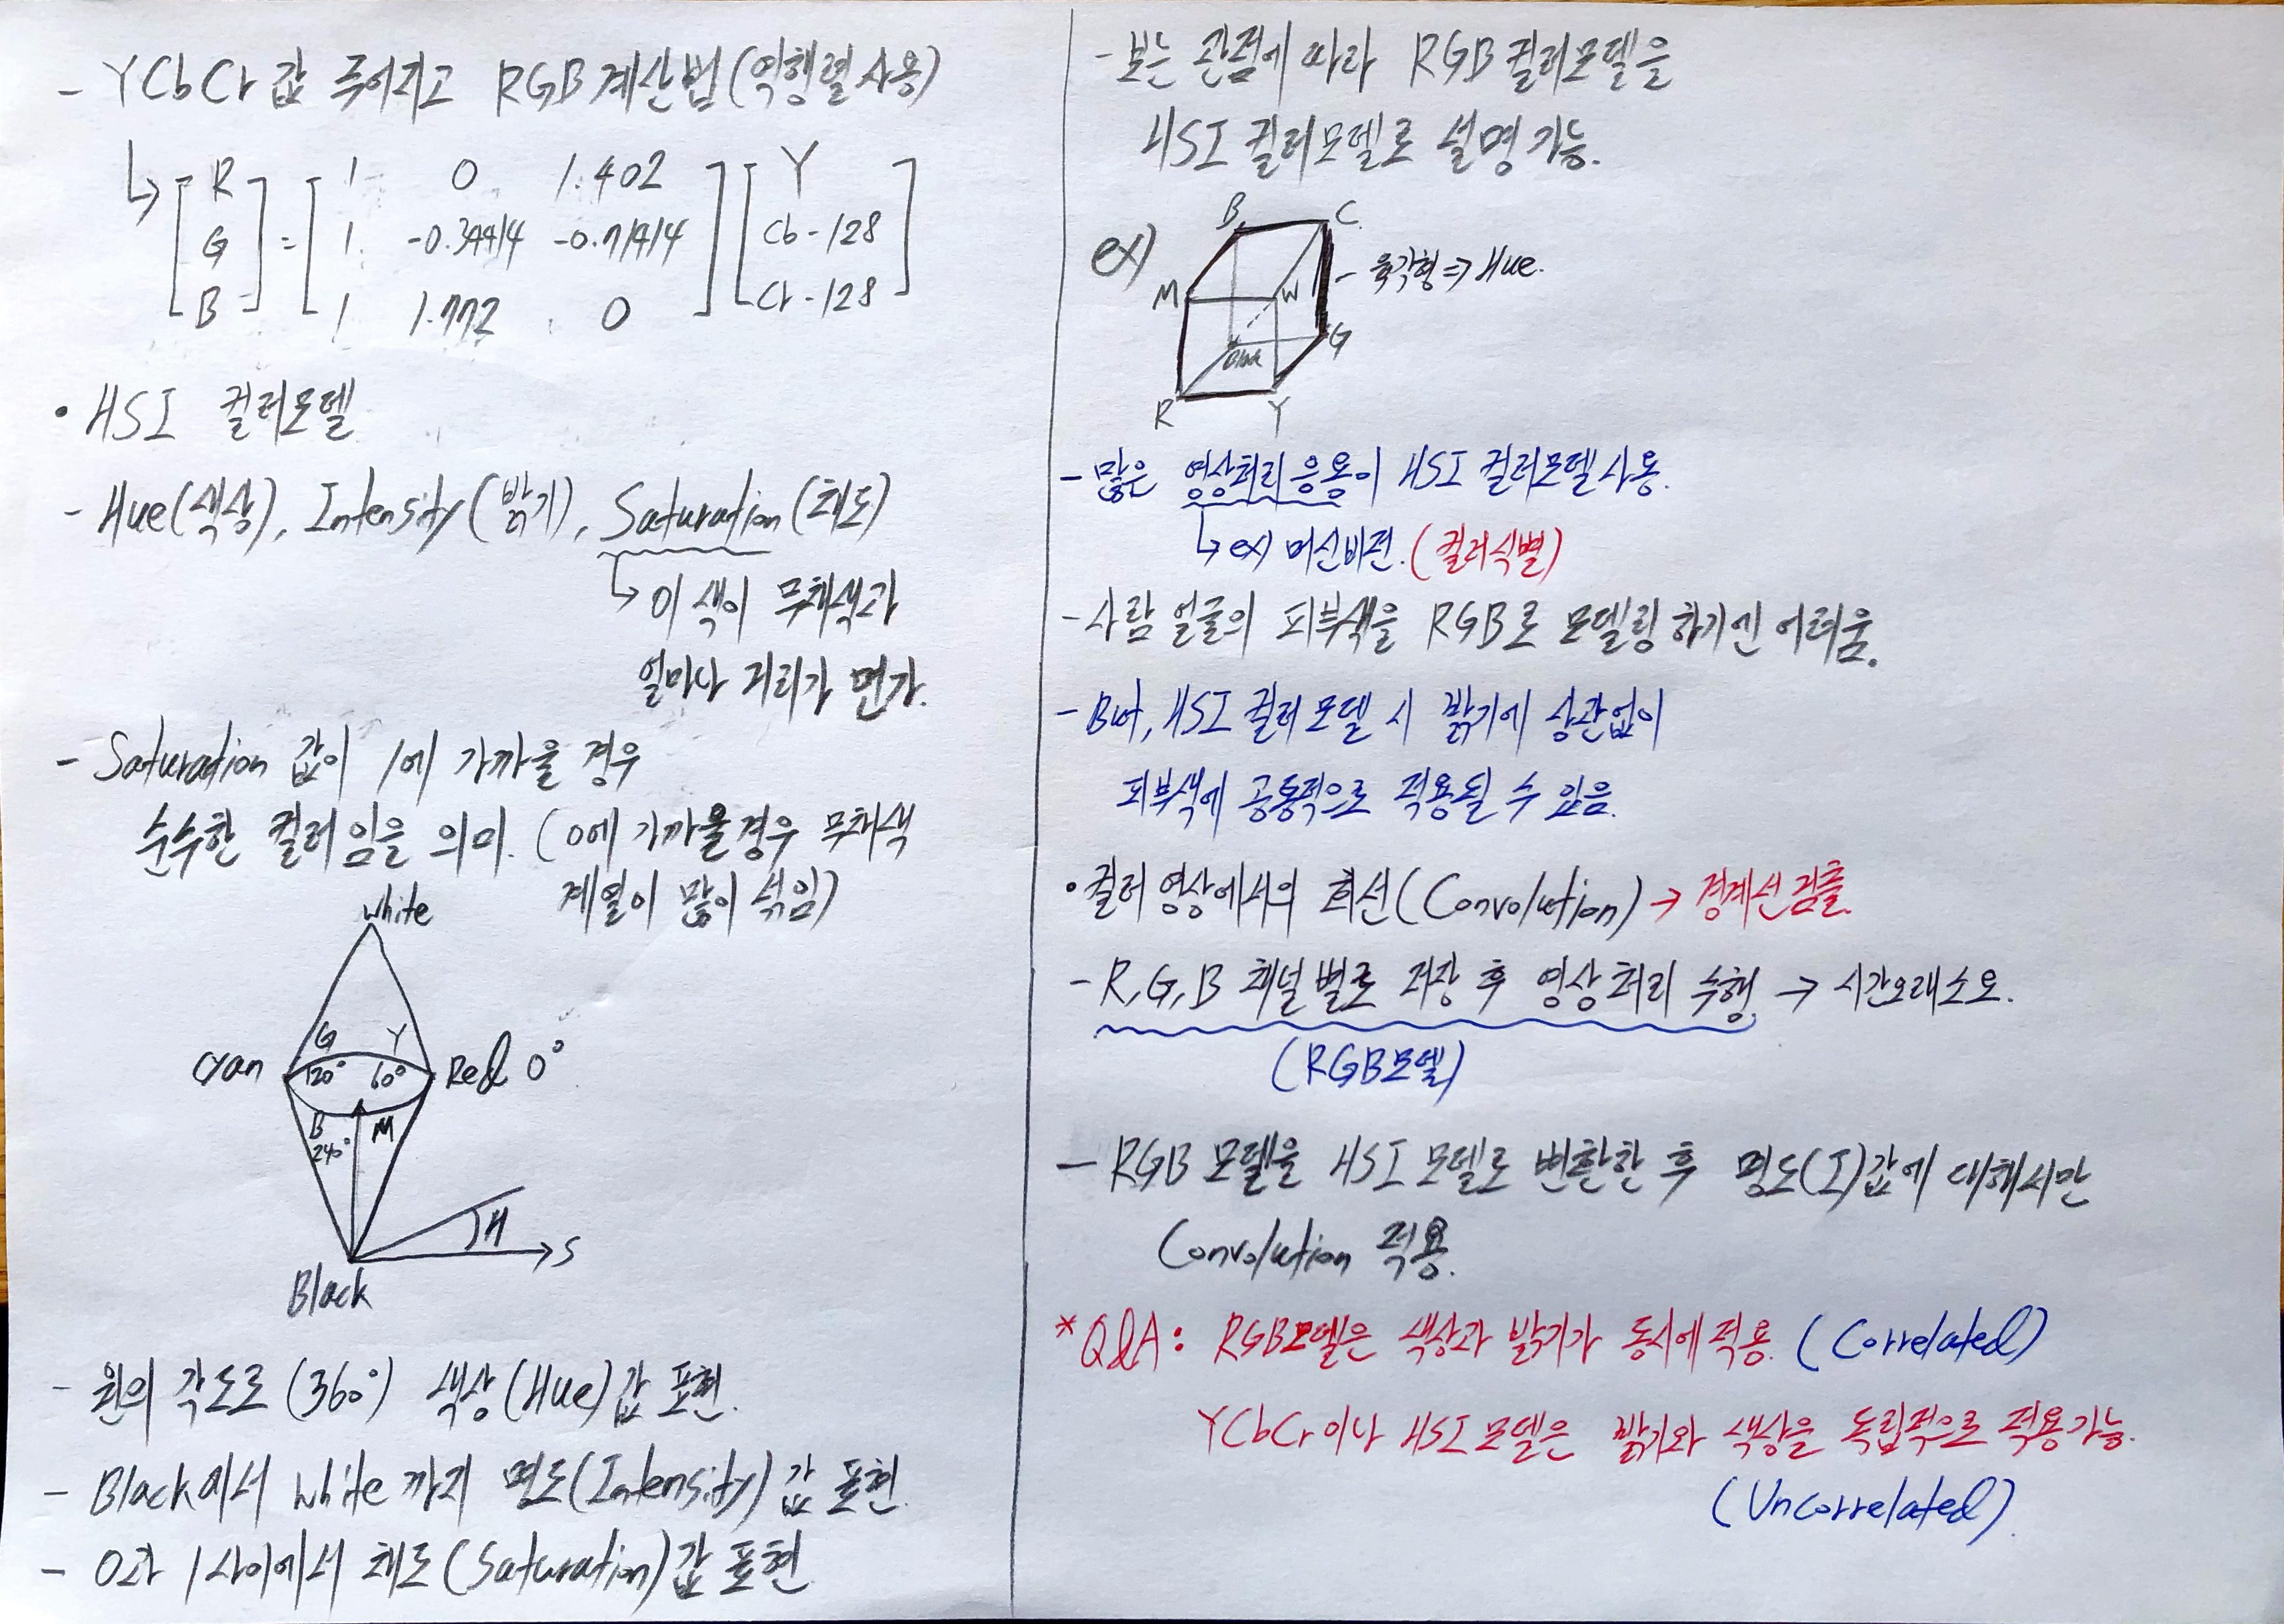 - YCbCr 값 주어지고 RGB 계산법 (역행렬 사용)
↳ [R G B] = [1 0 1.402
1 -0.34414 -0.71414
1 1.772 0] [Y
Cb-128
Cr-128]
• HSI 컬러모델
- Hue(색상), Intensity(밝기), Saturation(채도)
↳ 이 색이 무채색과
얼마나 거리가 먼가.
- Saturation 값이 1에 가까울 경우
순수한 컬러임을 의미. (0에 가까울경우 무채색
계열이 많이 섞임)
white
G Y
Cyan 120° 60° Red 0°
B M
240°
H
S
Black
- 원의 각도로 (360°) 색상(Hue)값 표현.
- Black에서 white까지 명도(Intensity)값 표현.
- 0과 1사이에서 채도(Saturation)값 표현
- 보는 관점에 따라 RGB컬러모델을
HSI 컬러모델로 설명 가능.
ex)
B C
M W - 육각형⇒Hue.
Black G
R Y
- 많은 영상처리 응용이 HSI 컬러모델 사용.
↳ ex) 머신비전. (컬러식별)
- 사람 얼굴의 피부색을 RGB로 모델링 하기엔 어려움.
- But, HSI 컬러 모델 시 밝기에 상관없이
피부색에 공통적으로 적용될 수 있음.
• 컬러 영상에서의 회선(Convolution) → 경계선검출.
- R, G, B 채널 별로 저장 후 영상처리 수행. → 시간오래소요.
(RGB모델)
- RGB 모델을 HSI 모델로 변환한 후 명도(I)값에 대해서만
Convolution 적용.
* Q&A: RGB모델은 색상과 밝기가 동시에 적용. (Correlated)
YCbCr이나 HSI 모델은 밝기와 색상을 독립적으로 적용가능.
(Uncorrelated).